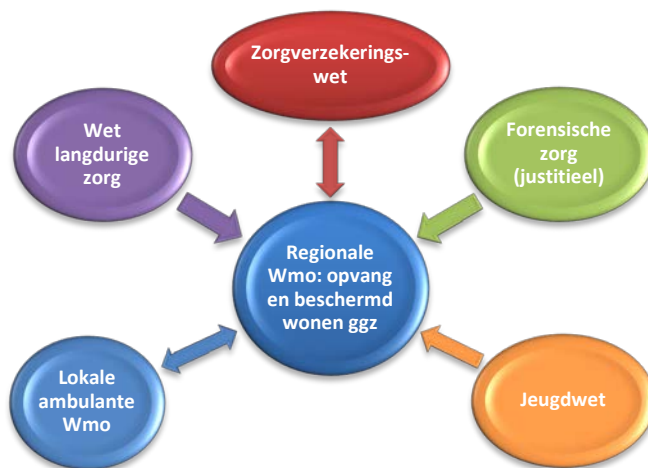 Zorgverzekerings-
wet
Wet
langdurige
zorg
Forensische
zorg
(justitieel)
Regionale
Wmo: opvang
en beschermd
wonen ggz
Lokale
ambulante
Wmo
Jeugdwet